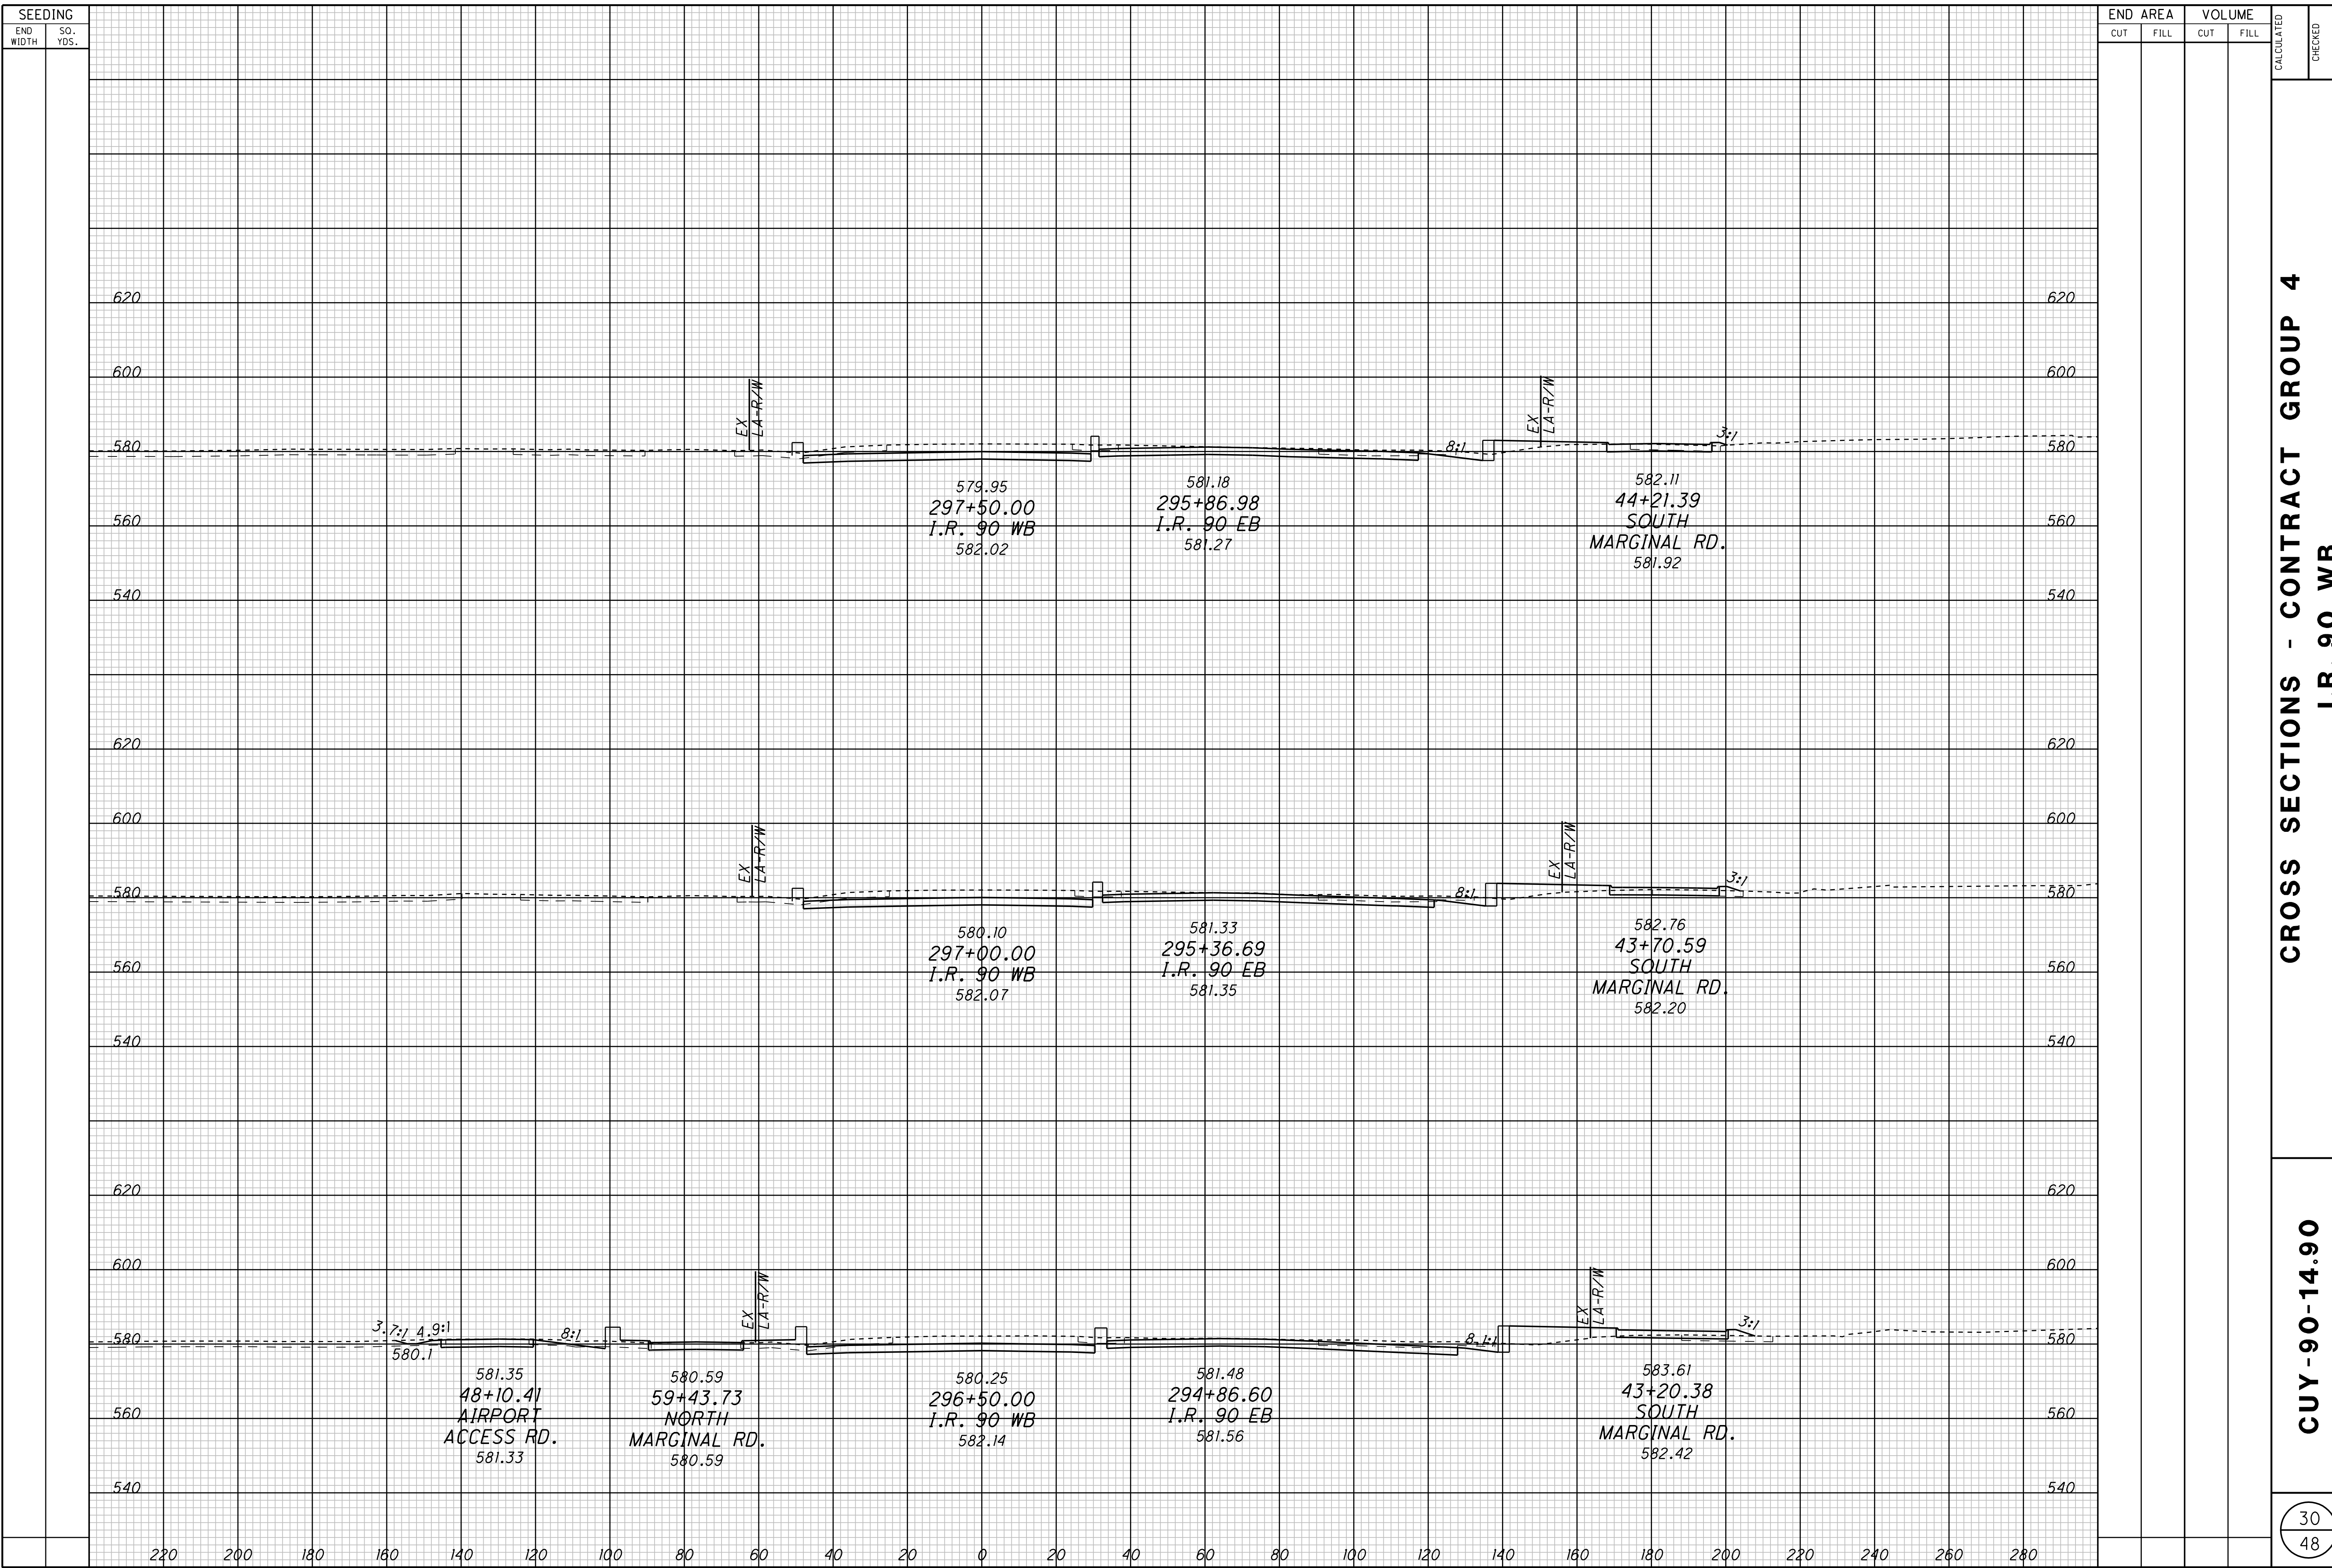 SEEDING
END WIDTH
SQ. YDS.
END AREA
VOLUME
CUT
FILL
CUT
FILL
CALCULATED
CHECKED
620
620
600
600
EX
LA-R/W
EX
LA-R/W
580
580
8:1
3:1
579.95
297+50.00
I.R. 90 WB
582.02
581.18
295+86.98
I.R. 90 EB
581.27
582.11
44+21.39
SOUTH
MARGINAL RD.
581.92
560
560
540
540
620
620
600
600
EX
LA-R/W
EX
LA-R/W
580
580
8:1
3:1
580.10
297+00.00
I.R. 90 WB
582.07
581.33
295+36.69
I.R. 90 EB
581.35
582.76
43+70.59
SOUTH
MARGINAL RD.
582.20
560
560
540
540
620
620
600
600
EX
LA-R/W
EX
LA-R/W
580
580
3.7:1
4.9:1
580.1
8:1
8.1:1
3:1
581.35
48+10.41
AIRPORT
ACCESS RD.
581.33
580.59
59+43.73
NORTH
MARGINAL RD.
580.59
580.25
296+50.00
I.R. 90 WB
582.14
581.48
294+86.60
I.R. 90 EB
581.56
583.61
43+20.38
SOUTH
MARGINAL RD.
582.42
560
560
540
540
220 200 180 160 140 120 100 80 60 40 20 0 20 40 60 80 100 120 140 160 180 200 220 240 260 280
CROSS SECTIONS - CONTRACT GROUP 4
I.R. 90 WB
CUY-90-14.90
30
48